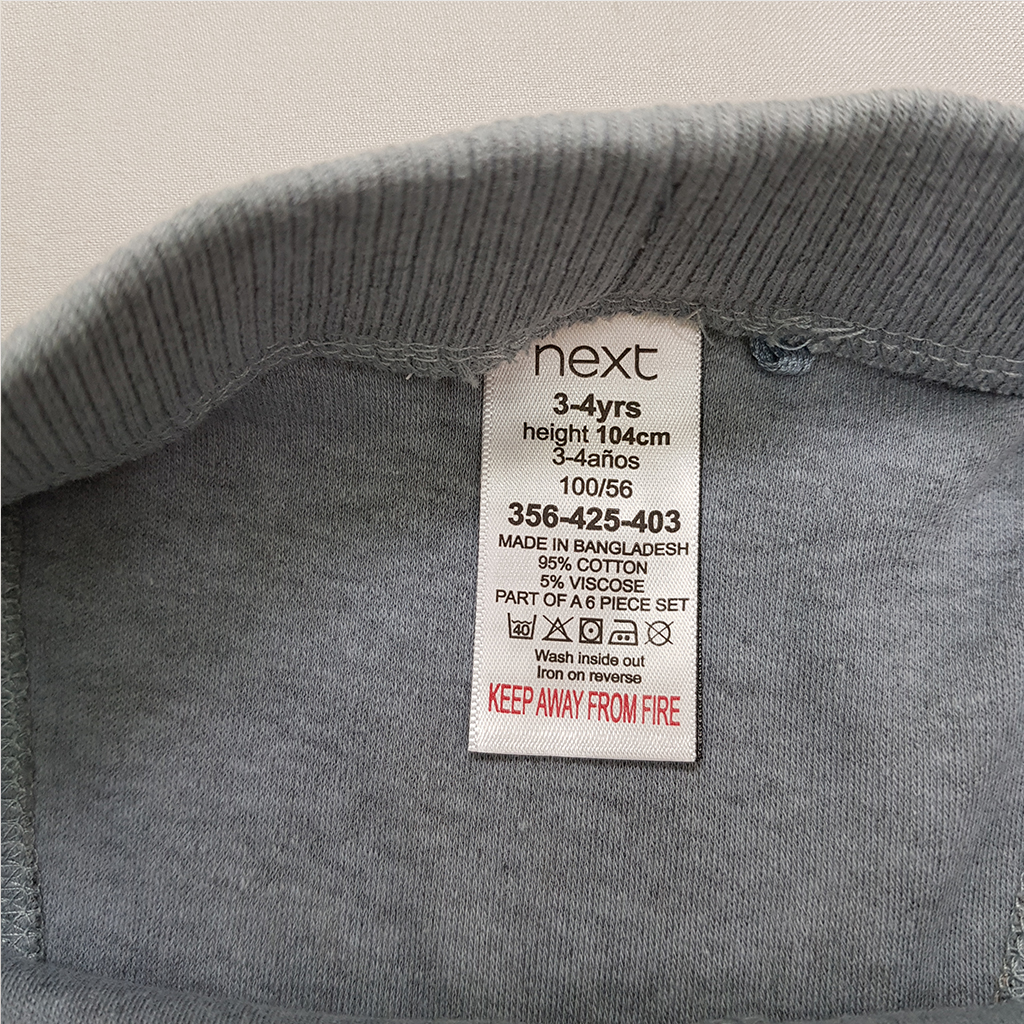 next
3-4yrs
height 104cm
3-4años
100/56
356-425-403
MADE IN BANGLADESH
95% COTTON
5% VISCOSE
PART OF A 6 PIECE SET
40
Wash inside out
Iron on reverse
KEEP AWAY FROM FIRE